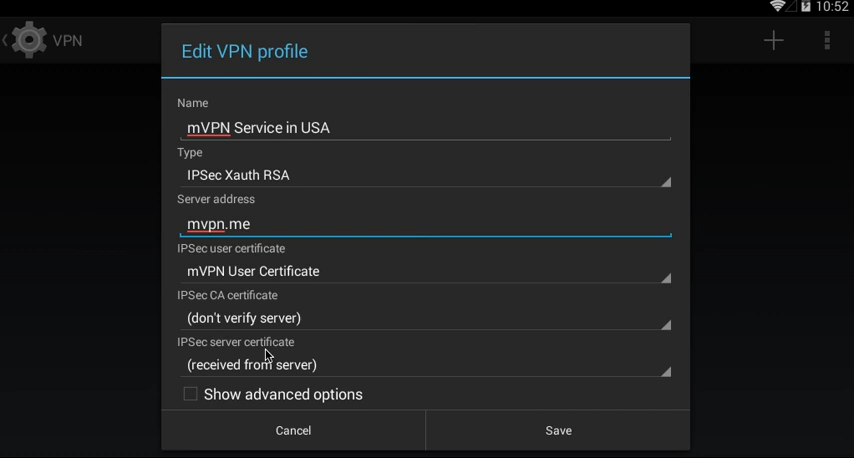 10:52
VPN
Edit VPN profile
Name
mVPN Service in USA
Type
IPSec Xauth RSA
Server address
mvpn.me
IPSec user certificate
mVPN User Certificate
IPSec CA certificate
(don't verify server)
IPSec server certificate
(received from server)
Show advanced options
Cancel
Save